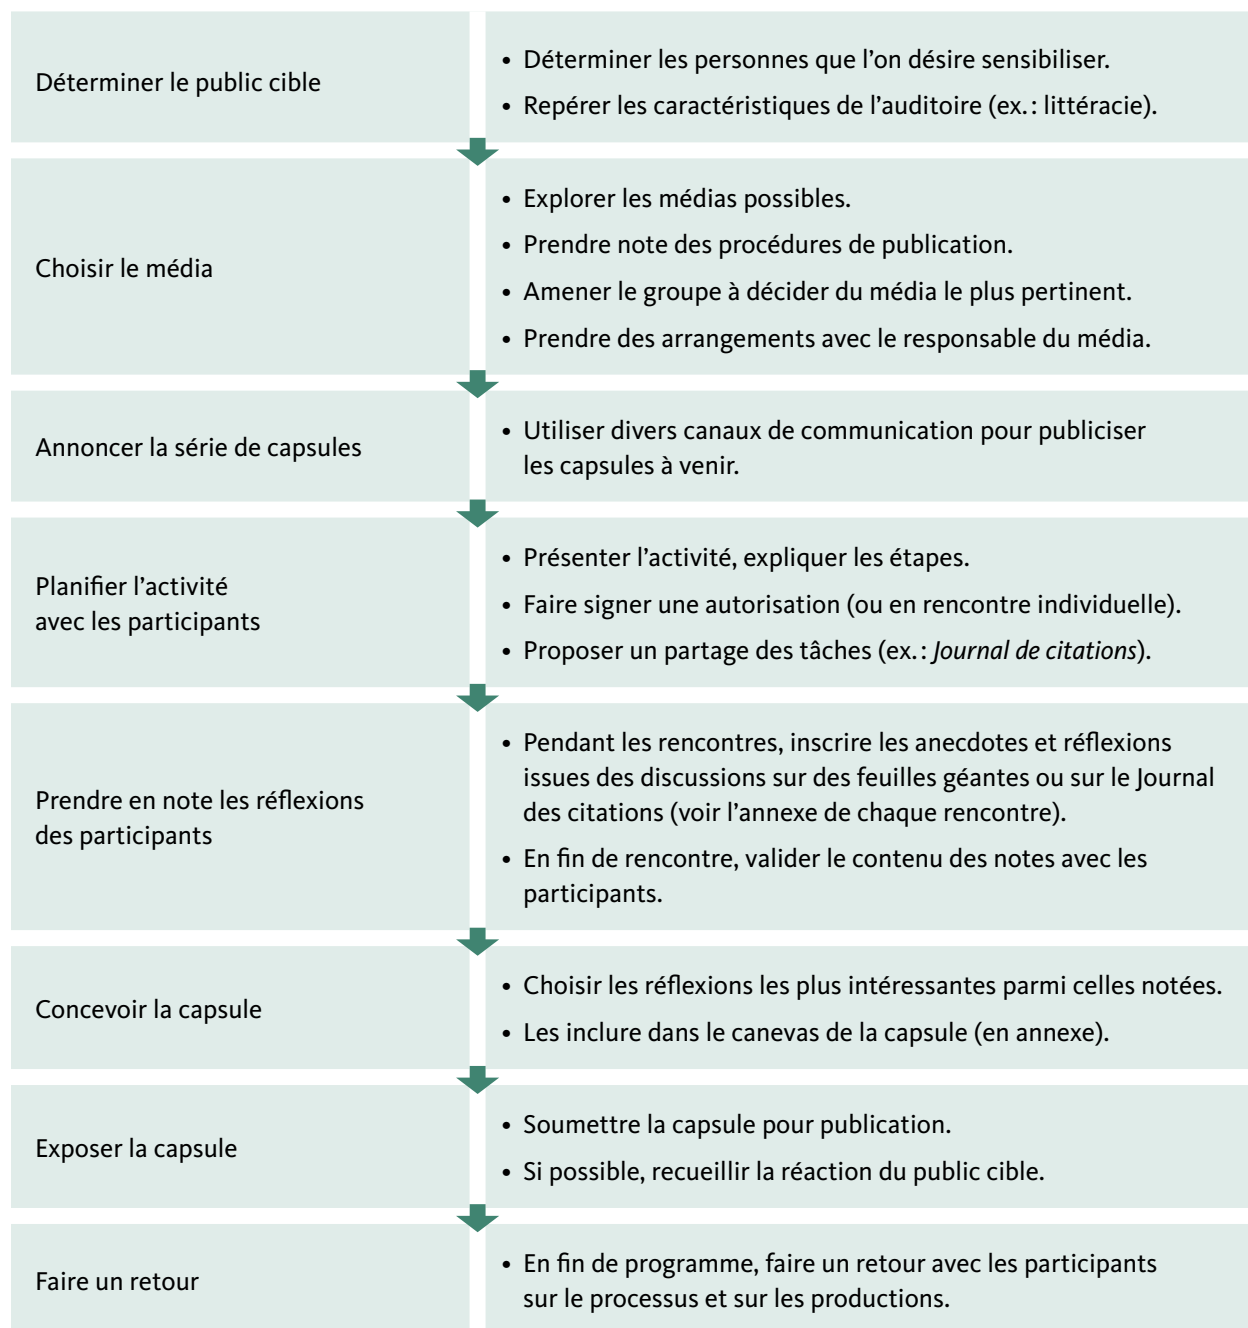 Déterminer le public cible
• Déterminer les personnes que l'on désire sensibiliser.
• Repérer les caractéristiques de l'auditoire (ex. : littéracie).
Choisir le média
• Explorer les médias possibles.
• Prendre note des procédures de publication.
• Amener le groupe à décider du média le plus pertinent.
• Prendre des arrangements avec le responsable du média.
Annoncer la série de capsules
• Utiliser divers canaux de communication pour publiciser
les capsules à venir.
Planifier l'activité
avec les participants
• Présenter l'activité, expliquer les étapes.
• Faire signer une autorisation (ou en rencontre individuelle).
• Proposer un partage des tâches (ex. : Journal de citations).
Prendre en note les réflexions
des participants
• Pendant les rencontres, inscrire les anecdotes et réflexions
issues des discussions sur des feuilles géantes ou sur le Journal
des citations (voir l'annexe de chaque rencontre).
• En fin de rencontre, valider le contenu des notes avec les
participants.
Concevoir la capsule
• Choisir les réflexions les plus intéressantes parmi celles notées.
• Les inclure dans le canevas de la capsule (en annexe).
Exposer la capsule
• Soumettre la capsule pour publication.
• Si possible, recueillir la réaction du public cible.
Faire un retour
• En fin de programme, faire un retour avec les participants
sur le processus et sur les productions.